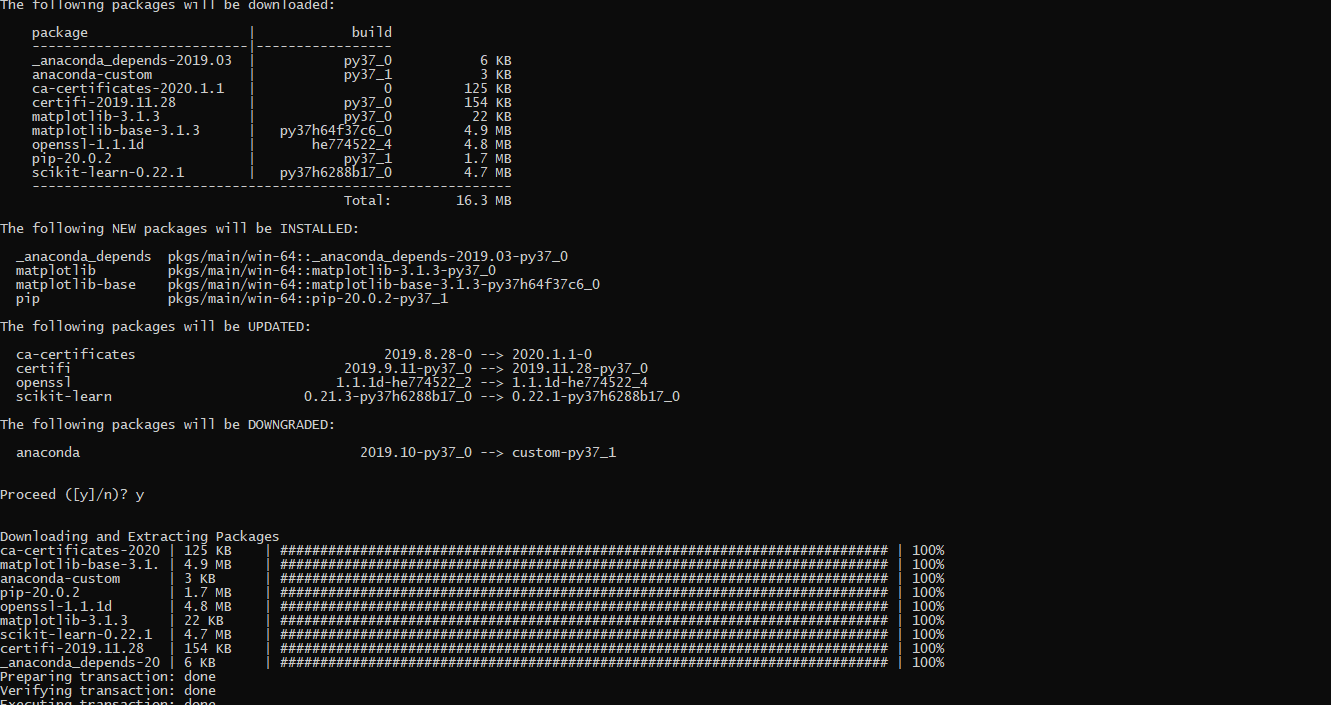 The following packages will be downloaded:
package | build
---------------------------|-----------------
_anaconda_depends-2019.03 | py37_0 6 KB
anaconda-custom | py37_1 3 KB
ca-certificates-2020.1.1 | 0 125 KB
certifi-2019.11.28 | py37_0 154 KB
matplotlib-3.1.3 | py37_0 22 KB
matplotlib-base-3.1.3 | py37h64f37c6_0 4.9 MB
openssl-1.1.1d | he774522_4 4.8 MB
pip-20.0.2 | py37_1 1.7 MB
scikit-learn-0.22.1 | py37h6288b17_0 4.7 MB
------------------------------------------------------------
Total: 16.3 MB
The following NEW packages will be INSTALLED:
_anaconda_depends pkgs/main/win-64::_anaconda_depends-2019.03-py37_0
matplotlib pkgs/main/win-64::matplotlib-3.1.3-py37_0
matplotlib-base pkgs/main/win-64::matplotlib-base-3.1.3-py37h64f37c6_0
pip pkgs/main/win-64::pip-20.0.2-py37_1
The following packages will be UPDATED:
ca-certificates 2019.8.28-0 --> 2020.1.1-0
certifi 2019.9.11-py37_0 --> 2019.11.28-py37_0
openssl 1.1.1d-he774522_2 --> 1.1.1d-he774522_4
scikit-learn 0.21.3-py37h6288b17_0 --> 0.22.1-py37h6288b17_0
The following packages will be DOWNGRADED:
anaconda 2019.10-py37_0 --> custom-py37_1
Proceed ([y]/n)? y
Downloading and Extracting Packages
ca-certificates-2020 | 125 KB | ############################################################################ | 100%
matplotlib-base-3.1. | 4.9 MB | ############################################################################ | 100%
anaconda-custom | 3 KB | ############################################################################ | 100%
pip-20.0.2 | 1.7 MB | ############################################################################ | 100%
openssl-1.1.1d | 4.8 MB | ############################################################################ | 100%
matplotlib-3.1.3 | 22 KB | ############################################################################ | 100%
scikit-learn-0.22.1 | 4.7 MB | ############################################################################ | 100%
certifi-2019.11.28 | 154 KB | ############################################################################ | 100%
_anaconda_depends-20 | 6 KB | ############################################################################ | 100%
Preparing transaction: done
Verifying transaction: done
Executing transaction: done